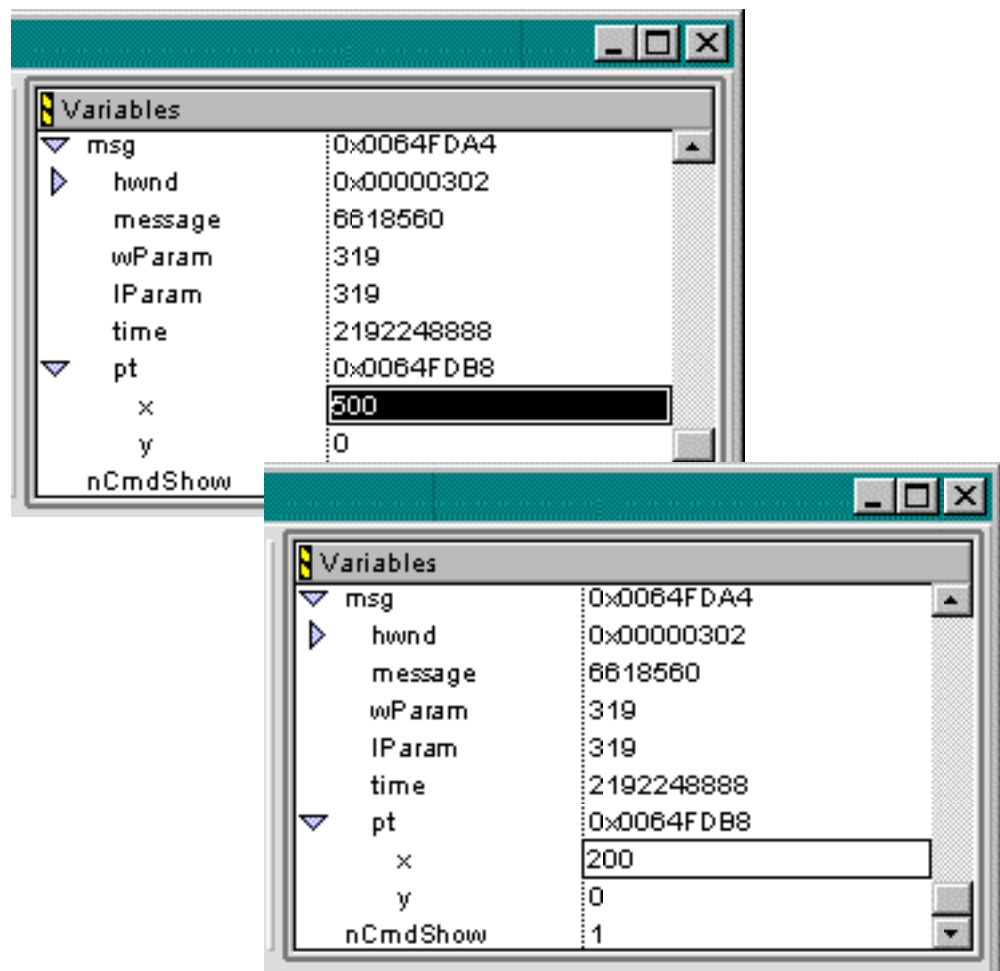 Variables
msg 0x0064FDA4
hwnd 0x00000302
message 6618560
wParam 319
lParam 319
time 2192248888
pt 0x0064FDB8
x 500
y 0
nCmdShow
Variables
msg 0x0064FDA4
hwnd 0x00000302
message 6618560
wParam 319
lParam 319
time 2192248888
pt 0x0064FDB8
x 200
y 0
nCmdShow 1